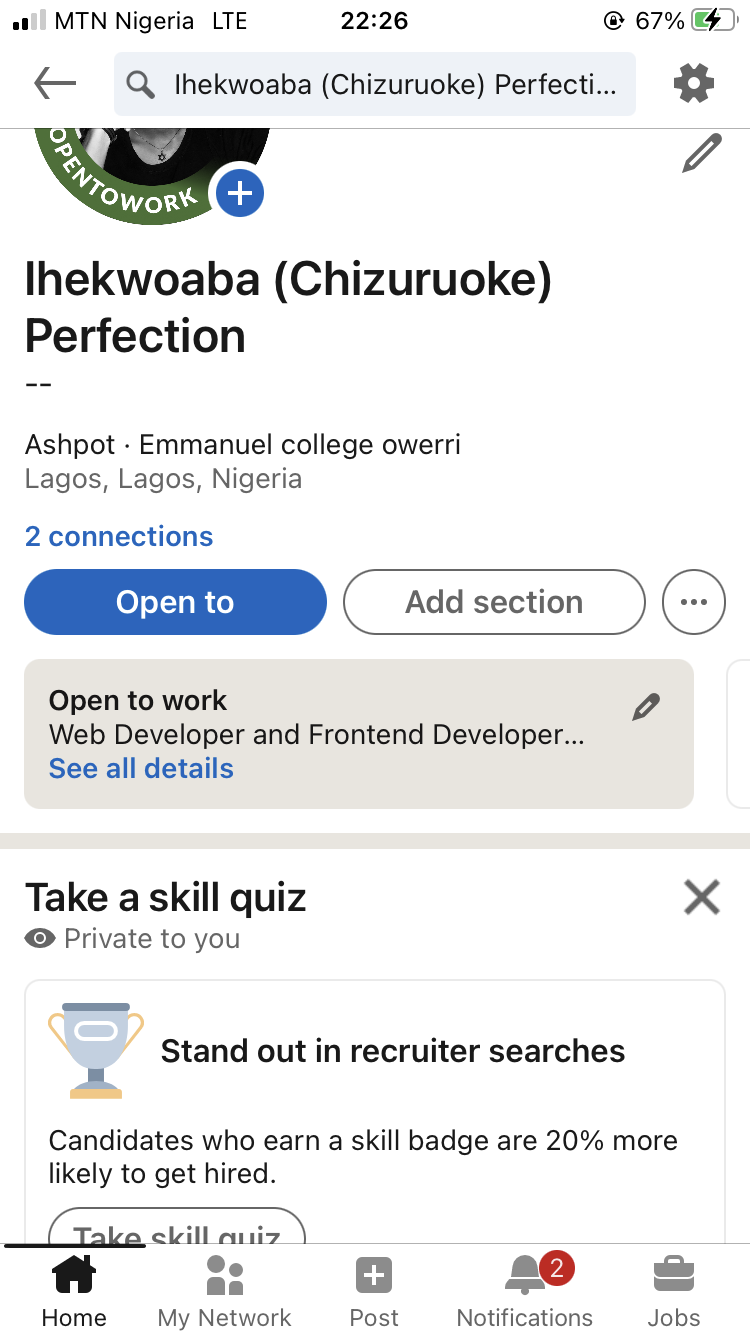 MTN Nigeria LTE 22:26 67%
Ihekwoaba (Chizuruoke) Perfecti...
OPENTOWORK
Ihekwoaba (Chizuruoke)
Perfection
--
Ashpot · Emmanuel college owerri
Lagos, Lagos, Nigeria
2 connections
Open to
Add section
Open to work
Web Developer and Frontend Developer...
See all details
Take a skill quiz
Private to you
Stand out in recruiter searches
Candidates who earn a skill badge are 20% more
likely to get hired.
Take skill quiz
2
Home My Network Post Notifications Jobs